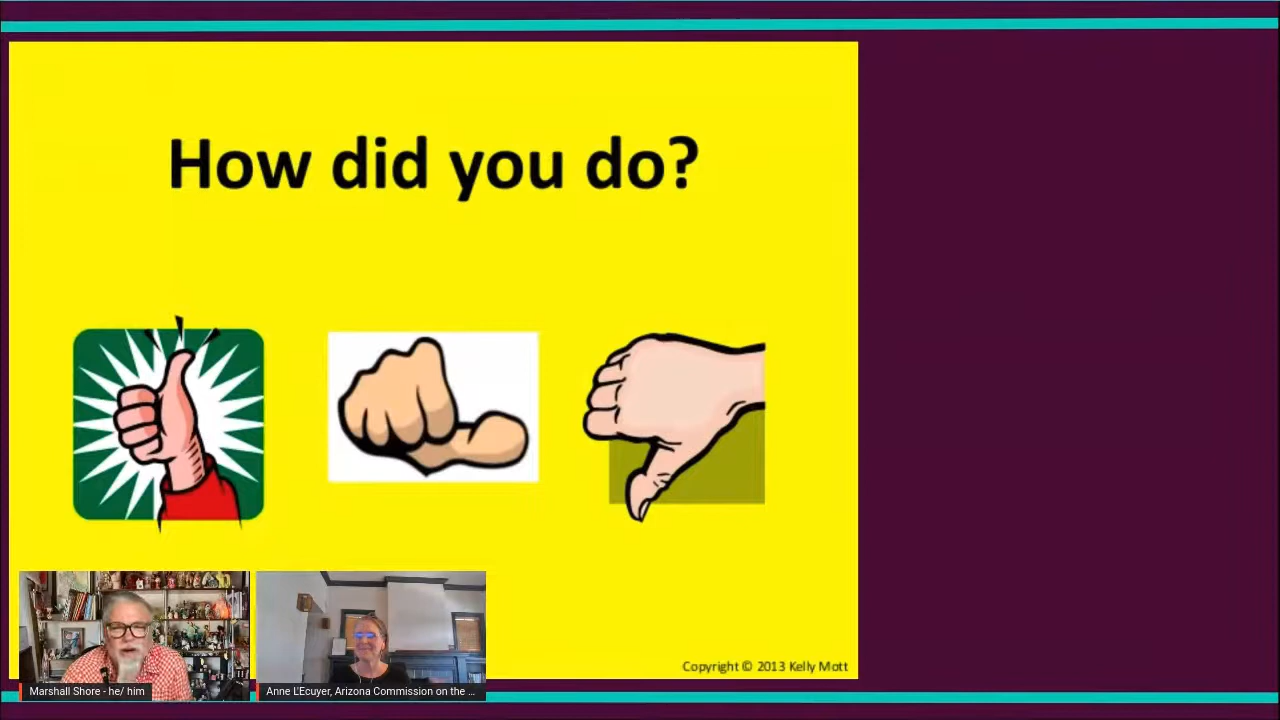 How did you do?
Copyright © 2013 Kelly Mott
Marshall Shore - he/ him
Anne L'Ecuyer, Arizona Commission on the ...